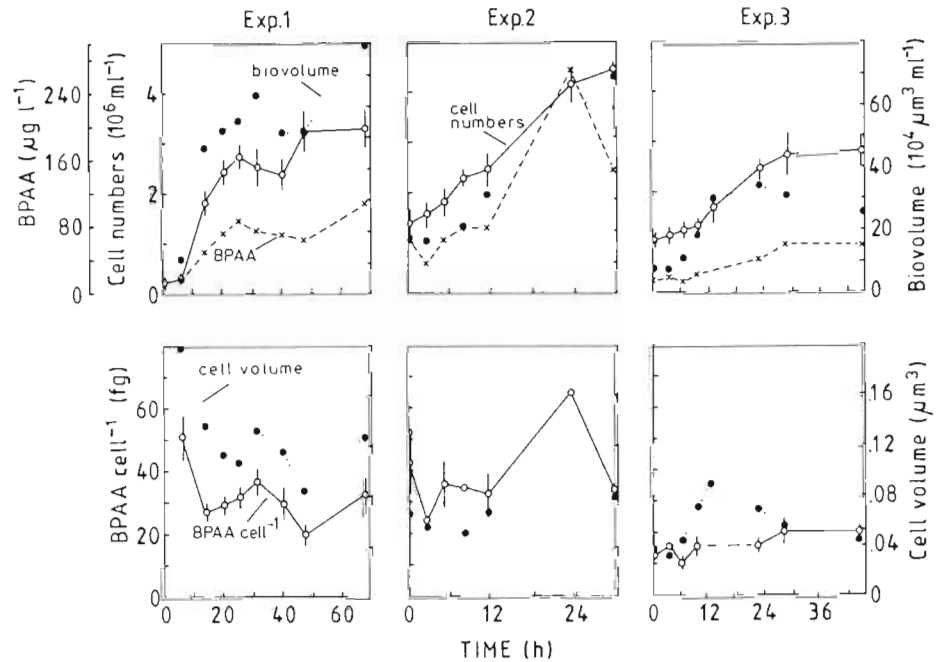 Exp.1
Exp.2
Exp.3
BPAA (µg l⁻¹)
240
160
80
0
Cell numbers (10⁶ ml⁻¹)
4
2
0
biovolume
BPAA
cell
numbers
60
40
20
0
Biovolume (10⁴ µm³ ml⁻¹)
BPAA cell⁻¹ (fg)
60
40
20
0
cell volume
BPAA cell⁻¹
.16
.12
.08
.04
0
Cell volume (µm³)
0 20 40 60
0 12 24
0 12 24 36
TIME (h)